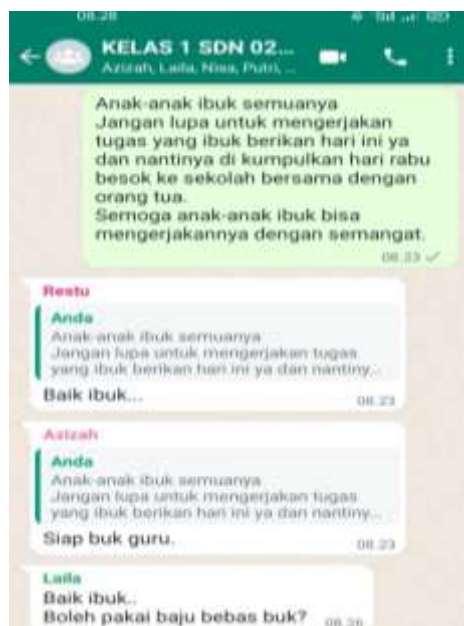 08.28
KELAS 1 SDN 02...
Azizah, Laila, Nisa, Putri, ...
Anak-anak ibuk semuanya
Jangan lupa untuk mengerjakan
tugas yang ibuk berikan hari ini ya
dan nantinya di kumpulkan hari rabu
besok ke sekolah bersama dengan
orang tua.
Semoga anak-anak ibuk bisa
mengerjakannya dengan semangat.
08.23
Restu
Anda
Anak-anak ibuk semuanya
Jangan lupa untuk mengerjakan tugas
yang ibuk berikan hari ini ya dan nantiny...
Baik ibuk...
08.23
Azizah
Anda
Anak-anak ibuk semuanya
Jangan lupa untuk mengerjakan tugas
yang ibuk berikan hari ini ya dan nantiny...
Siap buk guru.
08.23
Laila
Baik ibuk..
Boleh pakai baju bebas buk?
08.26